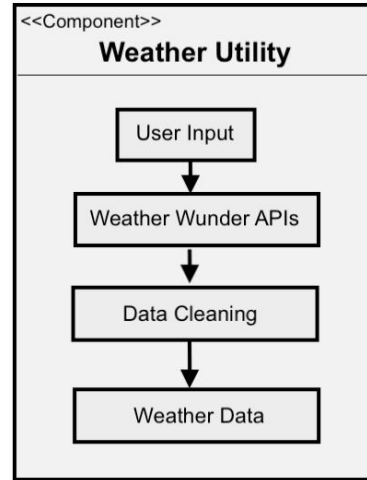 <<Component>>
Weather Utility
User Input
Weather Wunder APIs
Data Cleaning
Weather Data